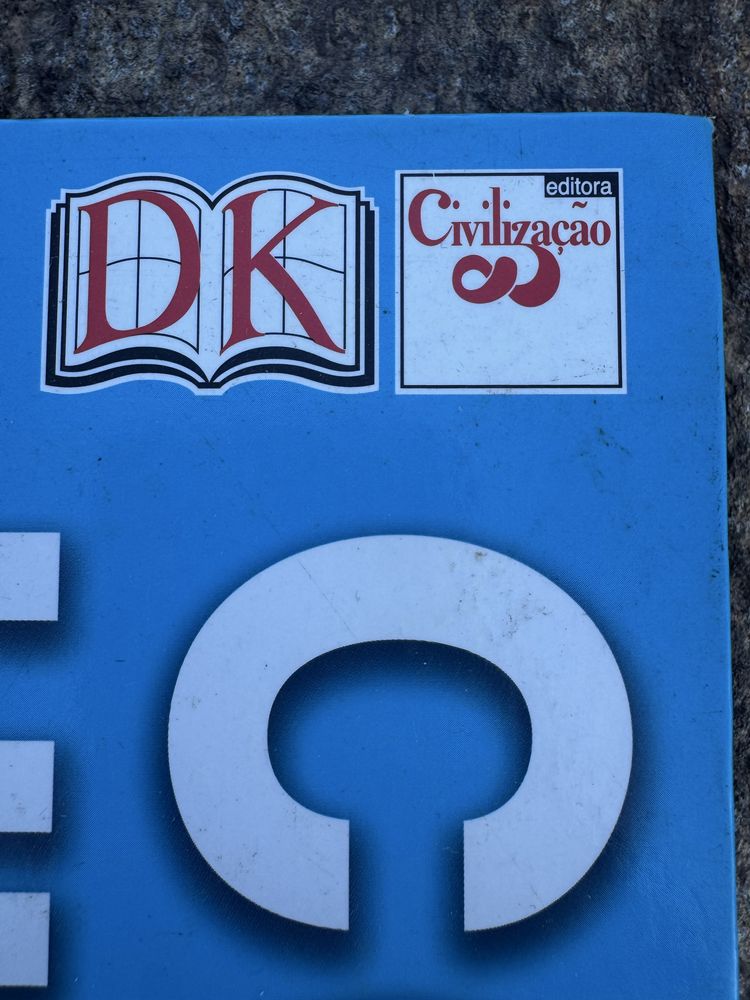 DK
editora
Civilização
C